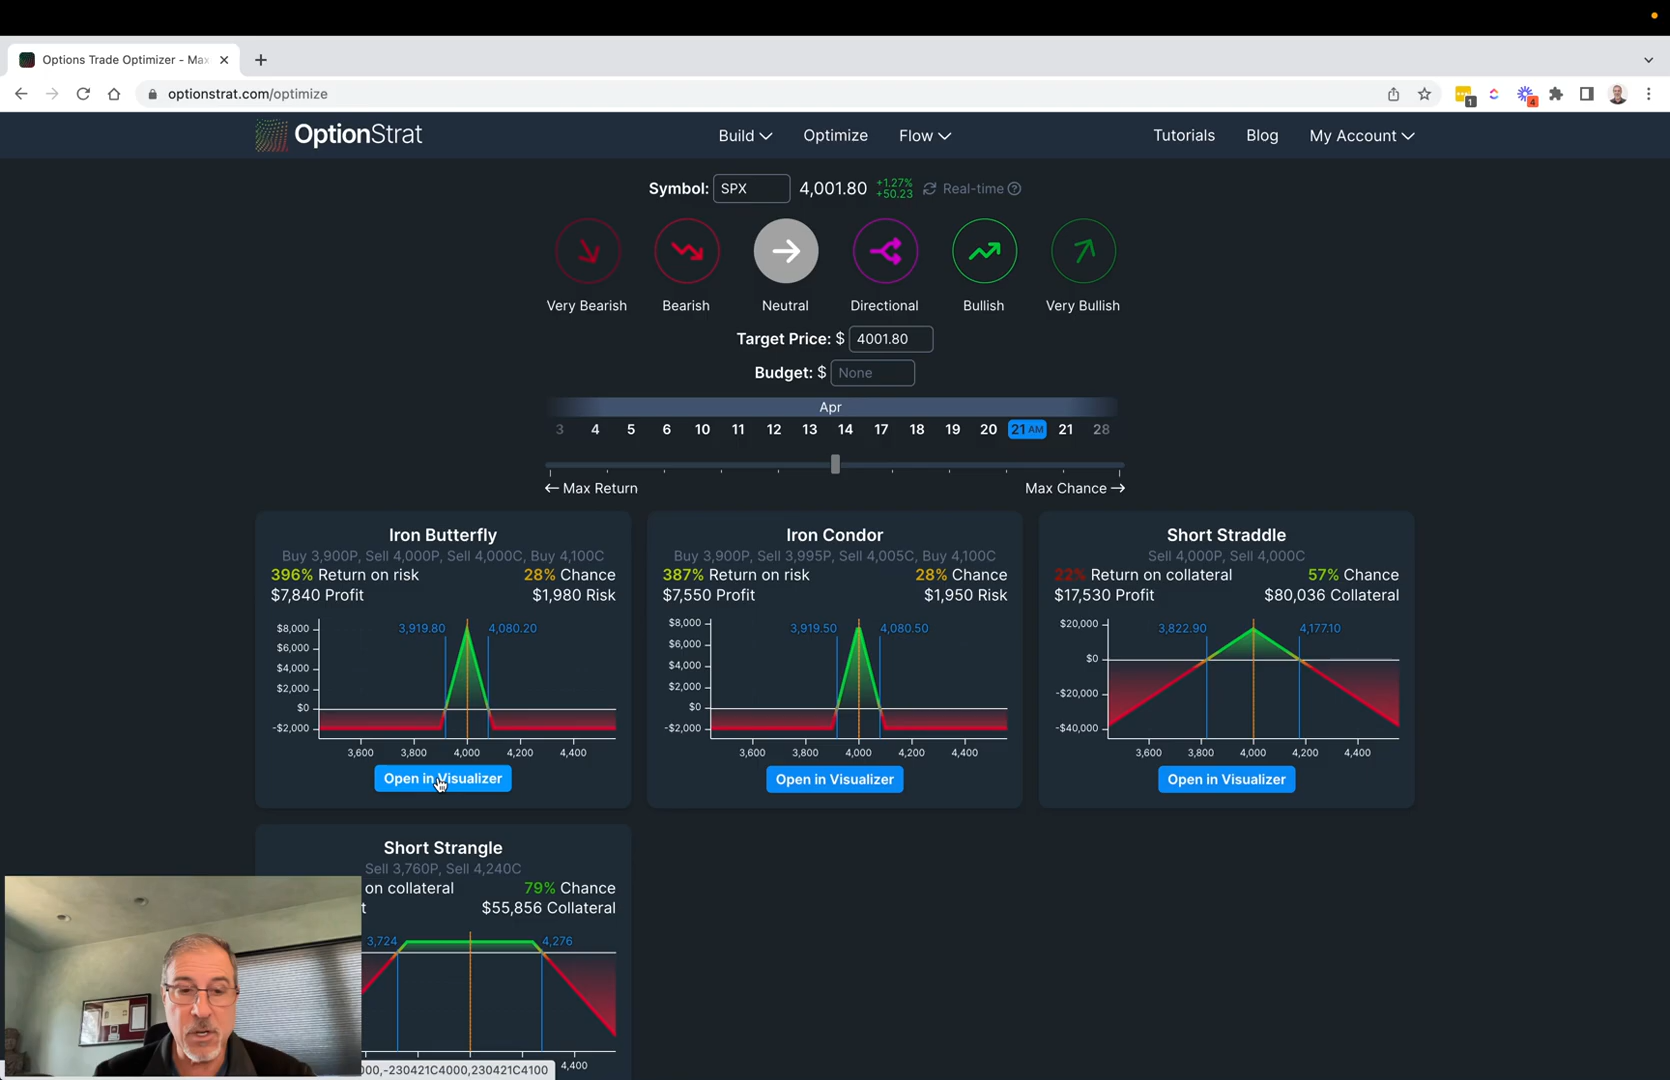 Options Trade Optimizer - Max
optionstrat.com/optimize
1
4
OptionStrat
Build
Optimize
Flow
Tutorials
Blog
My Account
Symbol: SPX 4,001.80 +1.27% +50.23 Real-time
Very Bearish
Bearish
Neutral
Directional
Bullish
Very Bullish
Target Price: $ 4001.80
Budget: $ None
Apr
3 4 5 6 10 11 12 13 14 17 18 19 20 21 AM 21 28
← Max Return
Max Chance →
Iron Butterfly
Buy 3,900P, Sell 4,000P, Sell 4,000C, Buy 4,100C
396% Return on risk 28% Chance
$7,840 Profit $1,980 Risk
3,919.80 4,080.20
$8,000
$6,000
$4,000
$2,000
$0
-$2,000
3,600 3,800 4,000 4,200 4,400
Open in Visualizer
Iron Condor
Buy 3,900P, Sell 3,995P, Sell 4,005C, Buy 4,100C
387% Return on risk 28% Chance
$7,550 Profit $1,950 Risk
3,919.50 4,080.50
$8,000
$6,000
$4,000
$2,000
$0
-$2,000
3,600 3,800 4,000 4,200 4,400
Open in Visualizer
Short Straddle
Sell 4,000P, Sell 4,000C
22% Return on collateral 57% Chance
$17,530 Profit $80,036 Collateral
3,822.90 4,177.10
$20,000
$0
-$20,000
-$40,000
3,600 3,800 4,000 4,200 4,400
Open in Visualizer
Short Strangle
Sell 3,760P, Sell 4,240C
on collateral 79% Chance
t $55,856 Collateral
3,724 4,276
4,400
000,-230421C4000,230421C4100